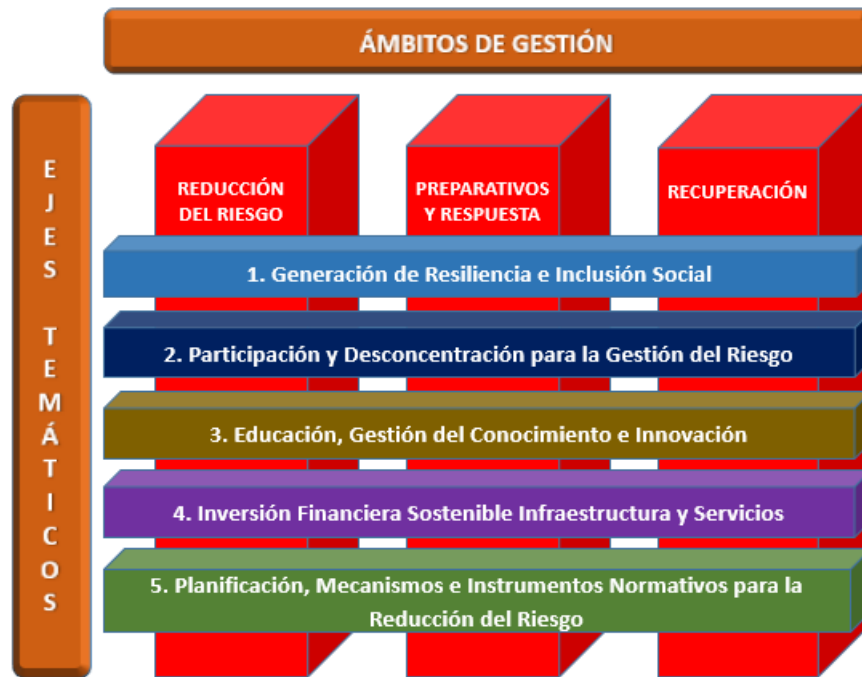 ÁMBITOS DE GESTIÓN
EJES TEMÁTICOS
REDUCCIÓN
DEL RIESGO
PREPARATIVOS
Y RESPUESTA
RECUPERACIÓN
1. Generación de Resiliencia e Inclusión Social
2. Participación y Desconcentración para la Gestión del Riesgo
3. Educación, Gestión del Conocimiento e Innovación
4. Inversión Financiera Sostenible Infraestructura y Servicios
5. Planificación, Mecanismos e Instrumentos Normativos para la
Reducción del Riesgo